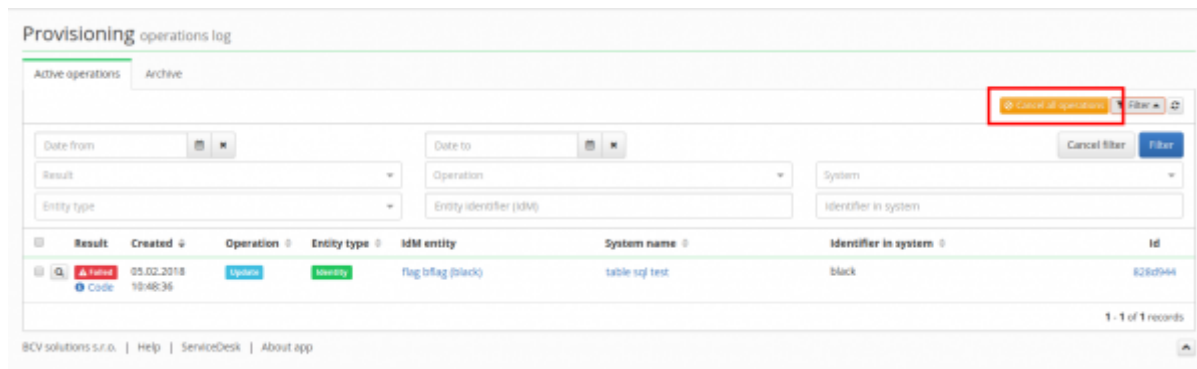 Provisioning operations log
Active operations Archive
Cancel all operations Filter
Date from Date to Cancel filter Filter
Result Operation System
Entity type Entity identifier (IdM) Identifier in system
Result Created Operation Entity type IdM entity System name Identifier in system Id
Failed 05.02.2018 Update Identity flag bflag (black) table sql test black 828d944
Code 10:48:36
1 - 1 of 1 records
BCV solutions s.r.o. | Help | ServiceDesk | About app